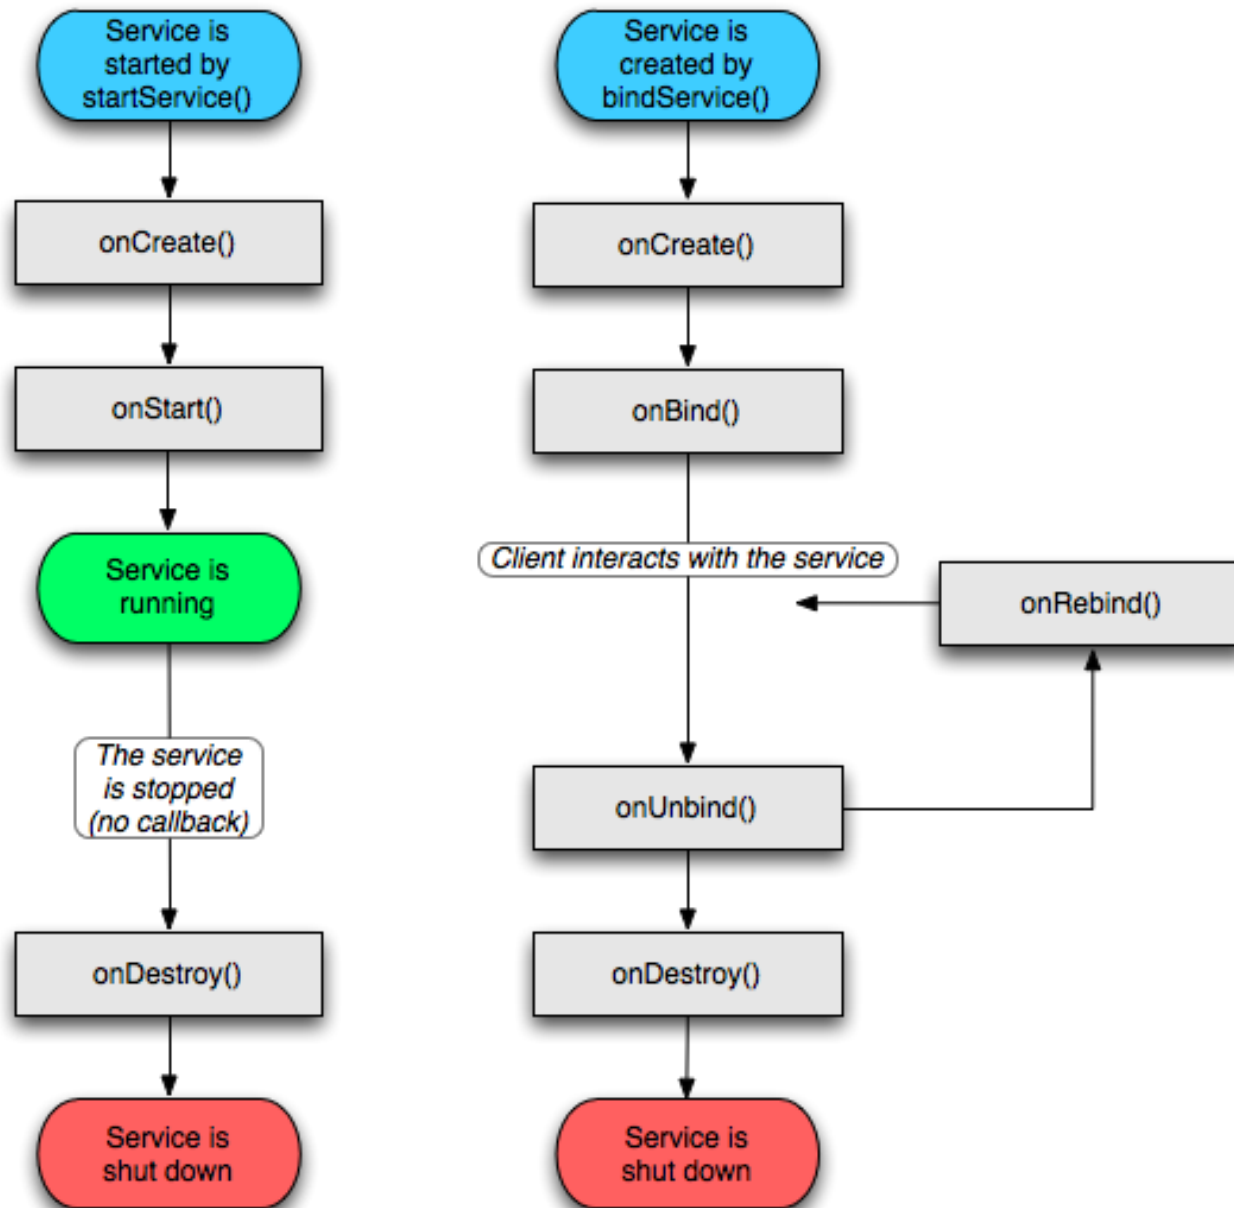 Service is
started by
startService()
onCreate()
onStart()
Service is
running
The service
is stopped
(no callback)
onDestroy()
Service is
shut down
Service is
created by
bindService()
onCreate()
onBind()
Client interacts with the service
onRebind()
onUnbind()
onDestroy()
Service is
shut down